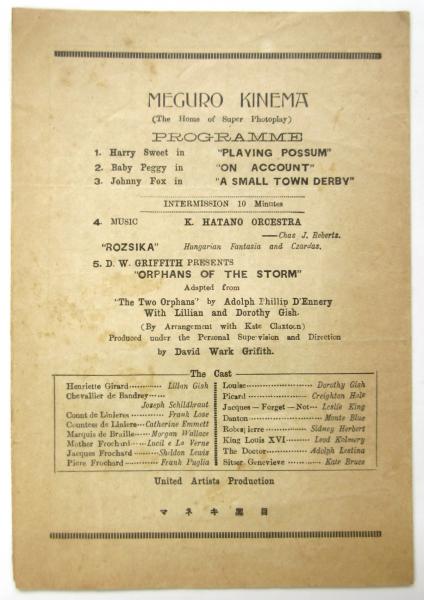 MEGURO KINEMA
(The Home of Super Photoplay)
PROGRAMME
1. Harry Sweet in "PLAYING POSSUM"
2. Baby Peggy in "ON ACCOUNT"
3. Johnny Fox in "A SMALL TOWN DERBY"
INTERMISSION 10 Minutes
4. MUSIC K. HATANO ORCESTRA
——Chas J. Roberts.
"ROZSIKA" Hungarian Fantasia and Czardas.
5. D. W. GRIFFITH PRESENTS
"ORPHANS OF THE STORM"
Adapted from
"The Two Orphans" by Adolph Phillip D'Ennery
With Lillian and Dorothy Gish.
(By Arrangement with Kate Claxtoon)
Produced under the Personal Supervision and Direction
by David Wark Grifith.
The Cast
Henriette Girard Lillan Gish
Chevallier de Bandrey
Joseph Schildkraut
Count de Linieres Frank Lose
Countess de Liniers Catherine Emmett
Marquis de Braille Morgan Wallace
Mother Frochard Lucil e La Verne
Jacques Frochard Sheldon Lewis
Piere Frochard Frank Puglia
Louise Dorothy Gish
Picard Creighton Hale
Jacques—Forget—Not Leslie King
Danton Monte Blue
Robespierre Sidney Herbert
King Louis XVI Leod Kolmury
The Doctor Adolph Lestina
Sitser Genevieve Kate Bruce
United Artists Production
マネキ黒目